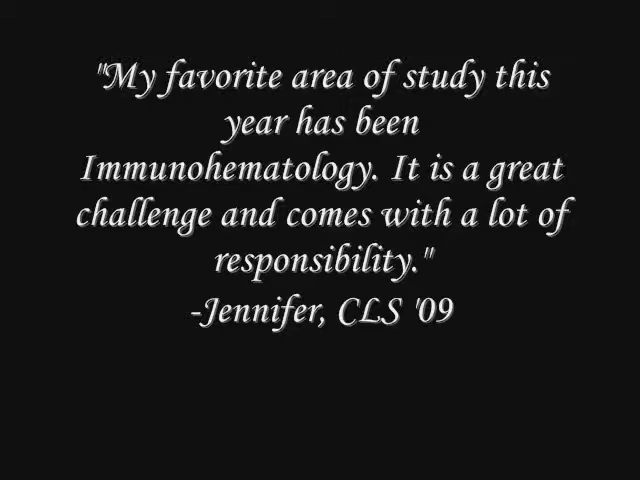 "My favorite area of study this
year has been
Immunohematology. It is a great
challenge and comes with a lot of
responsibility."
-Jennifer, CLS '09